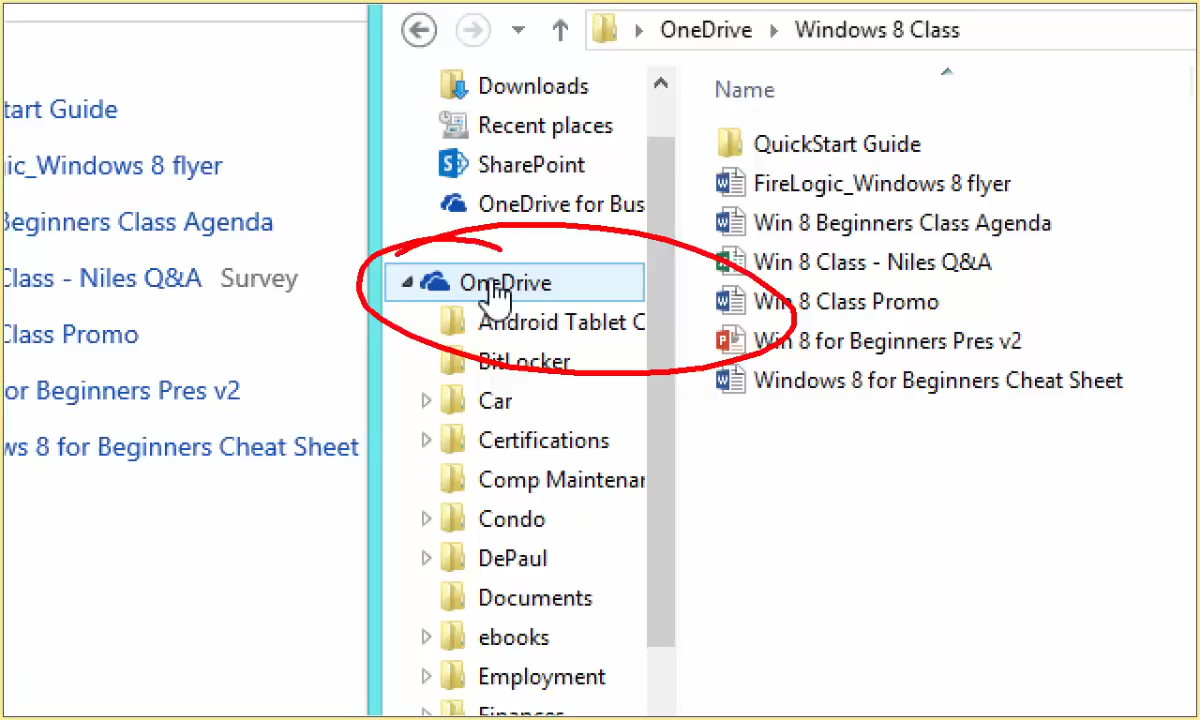 tart Guide
ic_Windows 8 flyer
Beginners Class Agenda
Class - Niles Q&A Survey
Class Promo
or Beginners Pres v2
ws 8 for Beginners Cheat Sheet
OneDrive Windows 8 Class
Downloads
Recent places
SharePoint
OneDrive for Bus
OneDrive
Android Tablet C
BitLocker
Car
Certifications
Comp Maintenar
Condo
DePaul
Documents
ebooks
Employment
Finances
Name
QuickStart Guide
FireLogic_Windows 8 flyer
Win 8 Beginners Class Agenda
Win 8 Class - Niles Q&A
Win 8 Class Promo
Win 8 for Beginners Pres v2
Windows 8 for Beginners Cheat Sheet